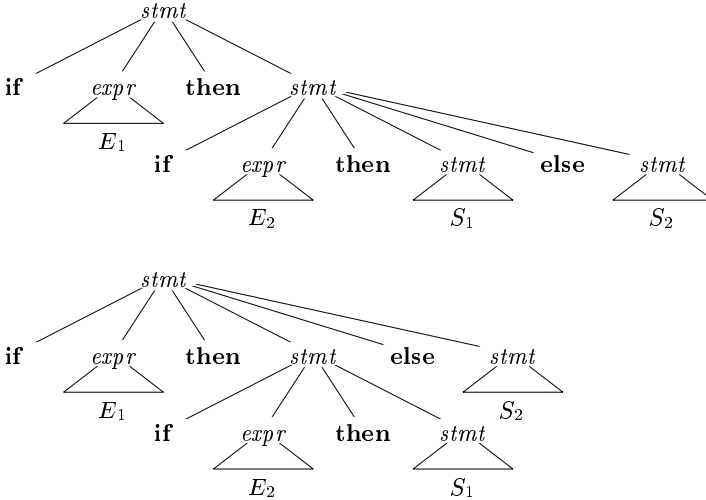 stmt
if expr then stmt
E1
if expr then stmt else stmt
E2 S1 S2
stmt
if expr then stmt else stmt
E1 S2
if expr then stmt
E2 S1